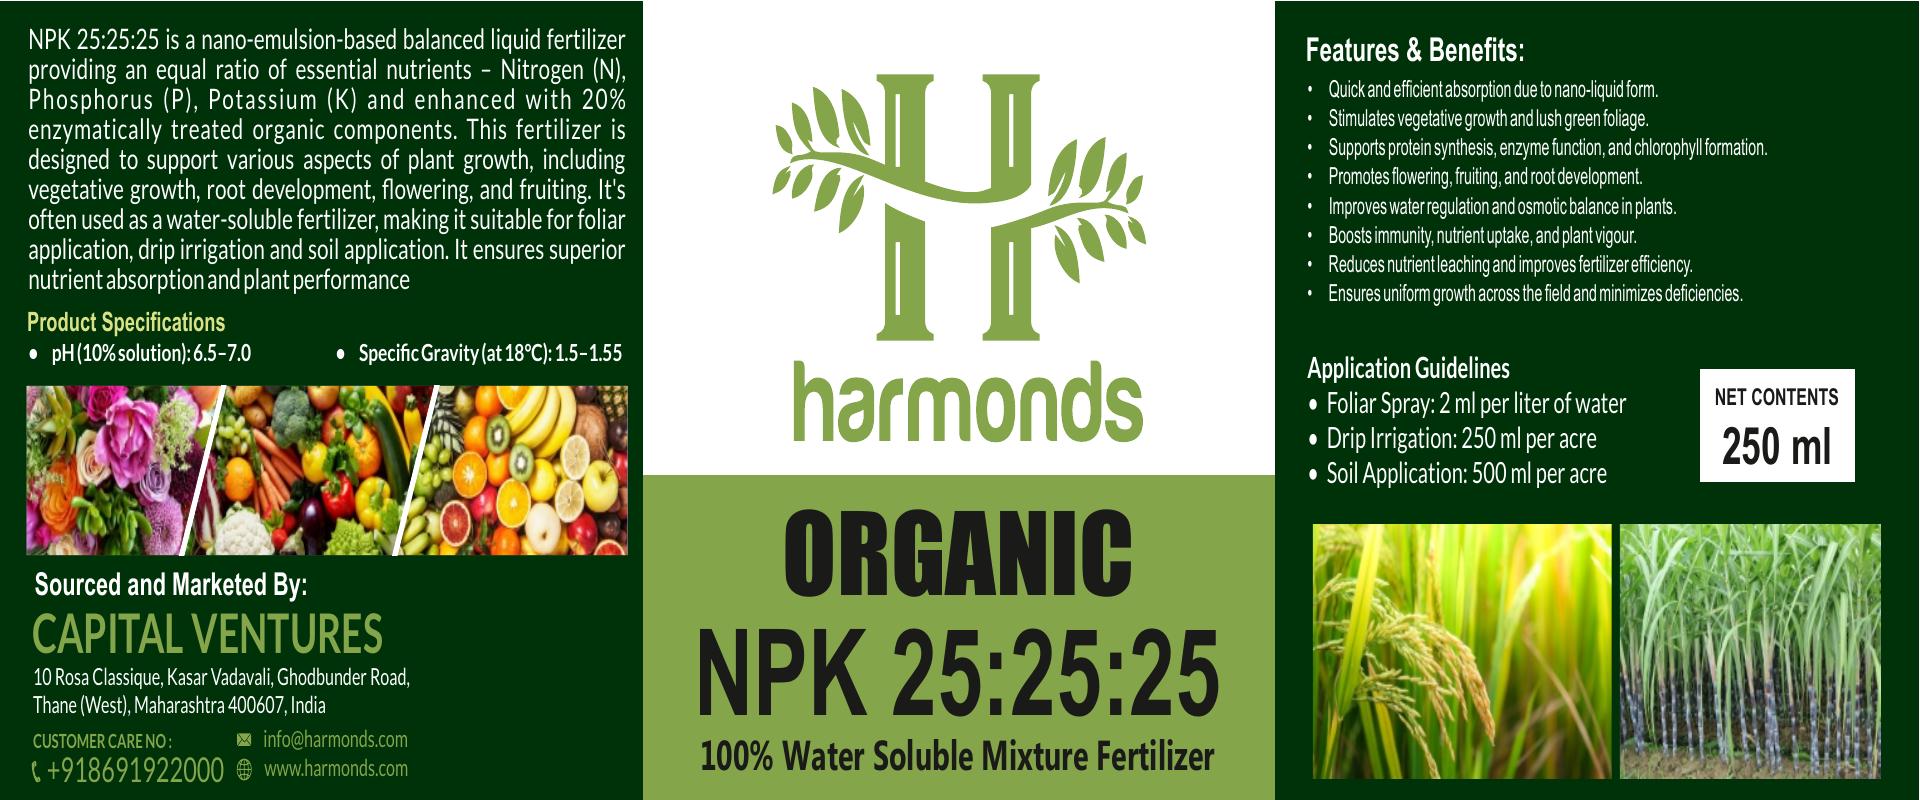 NPK 25:25:25 is a nano-emulsion-based balanced liquid fertilizer
providing an equal ratio of essential nutrients – Nitrogen (N),
Phosphorus (P), Potassium (K) and enhanced with 20%
enzymatically treated organic components. This fertilizer is
designed to support various aspects of plant growth, including
vegetative growth, root development, flowering, and fruiting. It's
often used as a water-soluble fertilizer, making it suitable for foliar
application, drip irrigation and soil application. It ensures superior
nutrient absorption and plant performance
Product Specifications
● pH (10% solution): 6.5–7.0
● Specific Gravity (at 18°C): 1.5–1.55
Sourced and Marketed By:
CAPITAL VENTURES
10 Rosa Classique, Kasar Vadavali, Ghodbunder Road,
Thane (West), Maharashtra 400607, India
CUSTOMER CARE NO :
+918691922000
info@harmonds.com
www.harmonds.com
H
harmonds
ORGANIC
NPK 25:25:25
100% Water Soluble Mixture Fertilizer
Features & Benefits:
• Quick and efficient absorption due to nano-liquid form.
• Stimulates vegetative growth and lush green foliage.
• Supports protein synthesis, enzyme function, and chlorophyll formation.
• Promotes flowering, fruiting, and root development.
• Improves water regulation and osmotic balance in plants.
• Boosts immunity, nutrient uptake, and plant vigour.
• Reduces nutrient leaching and improves fertilizer efficiency.
• Ensures uniform growth across the field and minimizes deficiencies.
Application Guidelines
● Foliar Spray: 2 ml per liter of water
● Drip Irrigation: 250 ml per acre
● Soil Application: 500 ml per acre
NET CONTENTS
250 ml